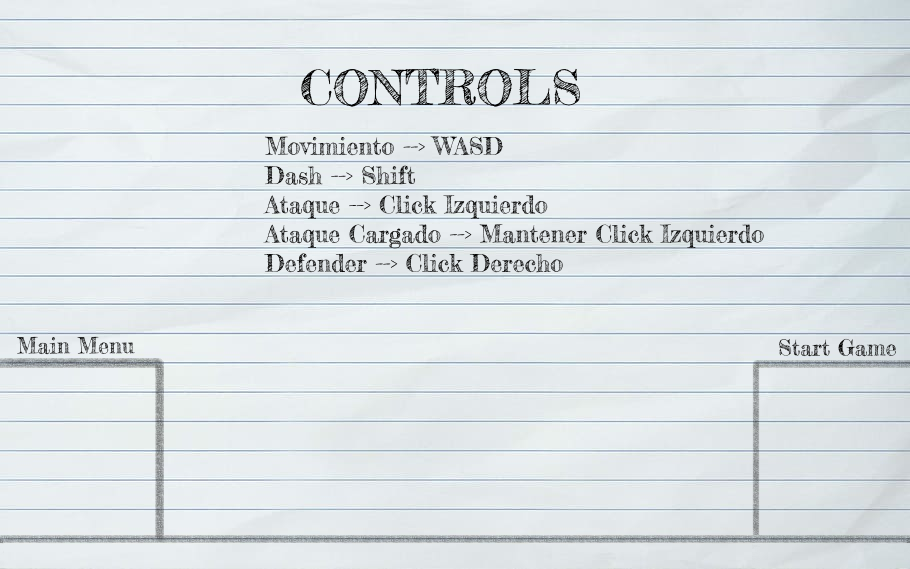 CONTROLS
Movimiento --> WASD
Dash --> Shift
Ataque --> Click Izquierdo
Ataque Cargado --> Mantener Click Izquierdo
Defender --> Click Derecho
Main Menu
Start Game